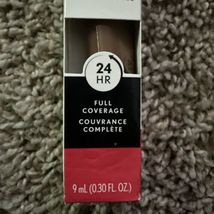 24
HR
FULL
COVERAGE
COUVRANCE
COMPLÈTE
9 mL (0.30 FL. OZ.)